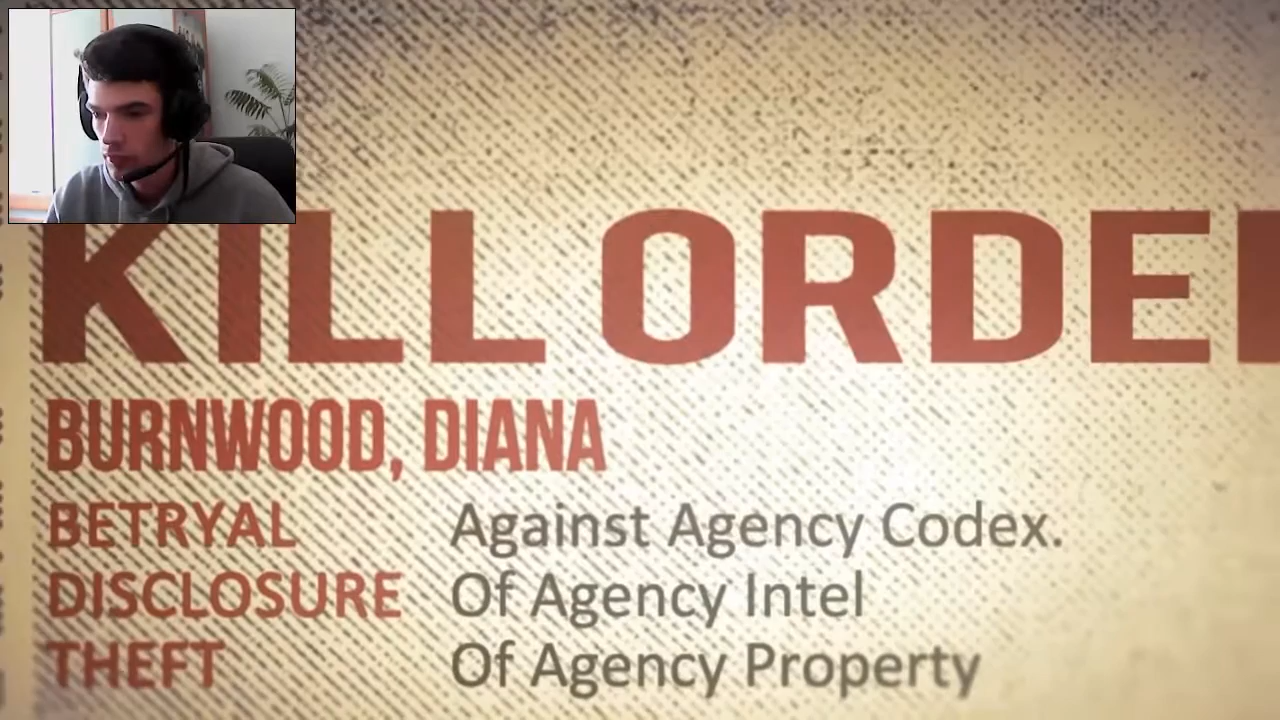 KILL ORDE
BURNWOOD, DIANA
BETRYAL Against Agency Codex.
DISCLOSURE Of Agency Intel
THEFT Of Agency Property